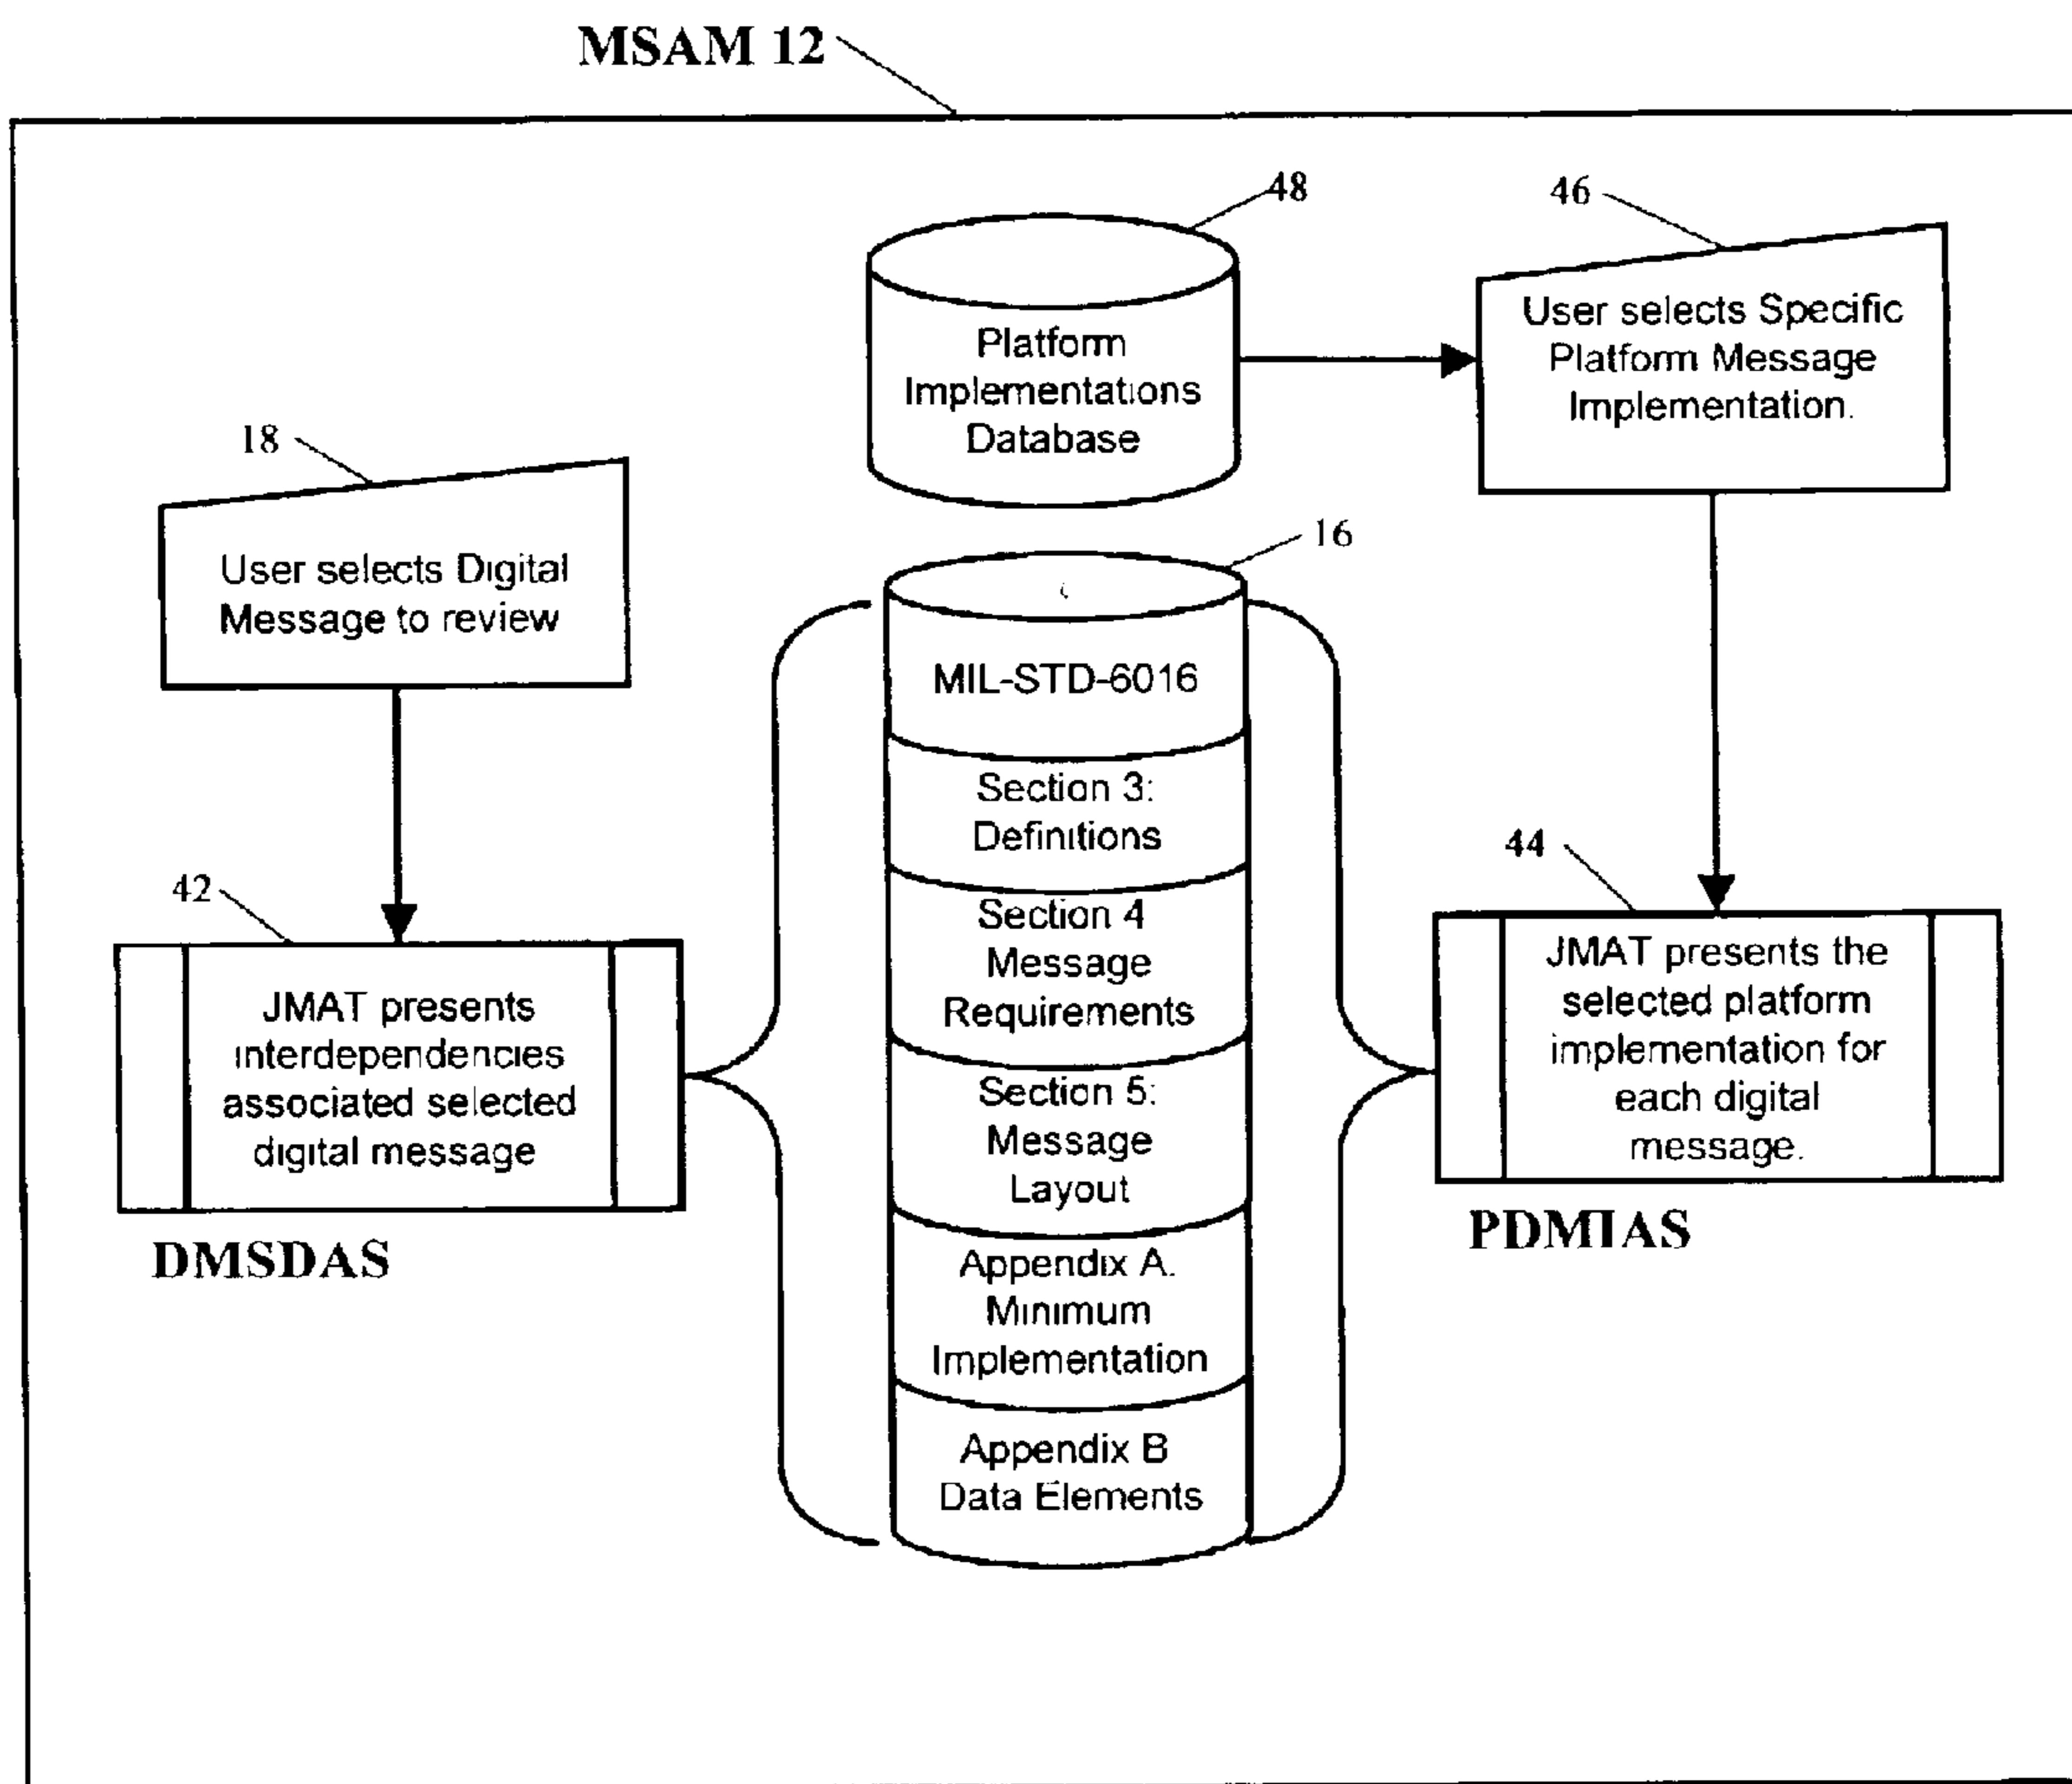 MSAM 12
48
46
Platform
Implementations
Database
User selects Specific
Platform Message
Implementation.
18
User selects Digital
Message to review
16
MIL-STD-6016
Section 3:
Definitions
Section 4
Message
Requirements
Section 5:
Message
Layout
Appendix A.
Minimum
Implementation
Appendix B
Data Elements
42
JMAT presents
interdependencies
associated selected
digital message
DMSDAS
44
JMAT presents the
selected platform
implementation for
each digital
message.
PDMIAS